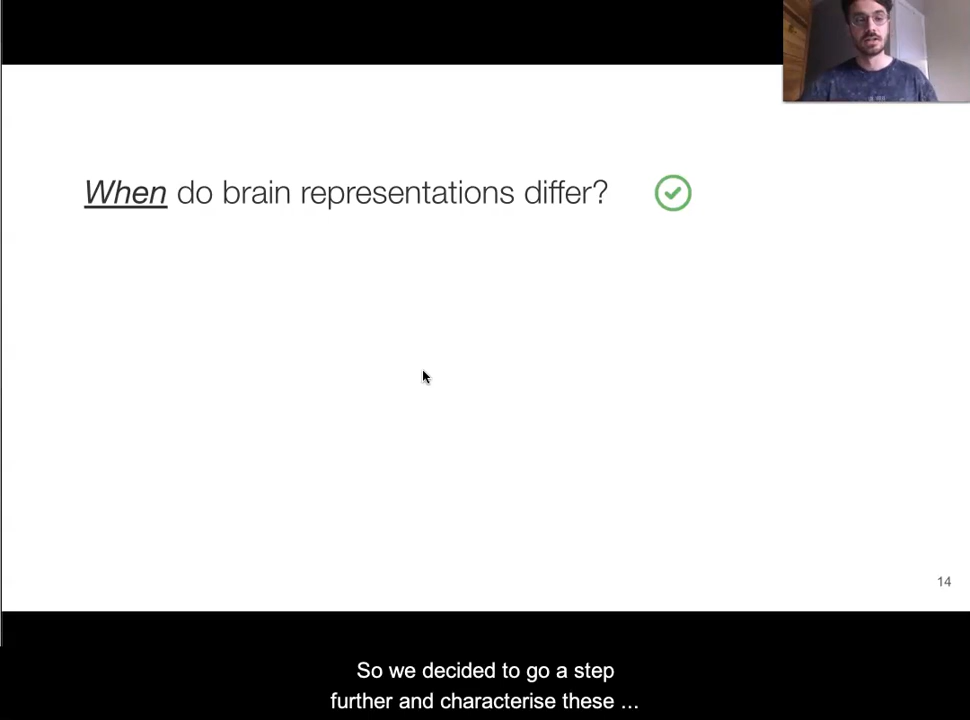 When do brain representations differ?
14
So we decided to go a step
further and characterise these ...